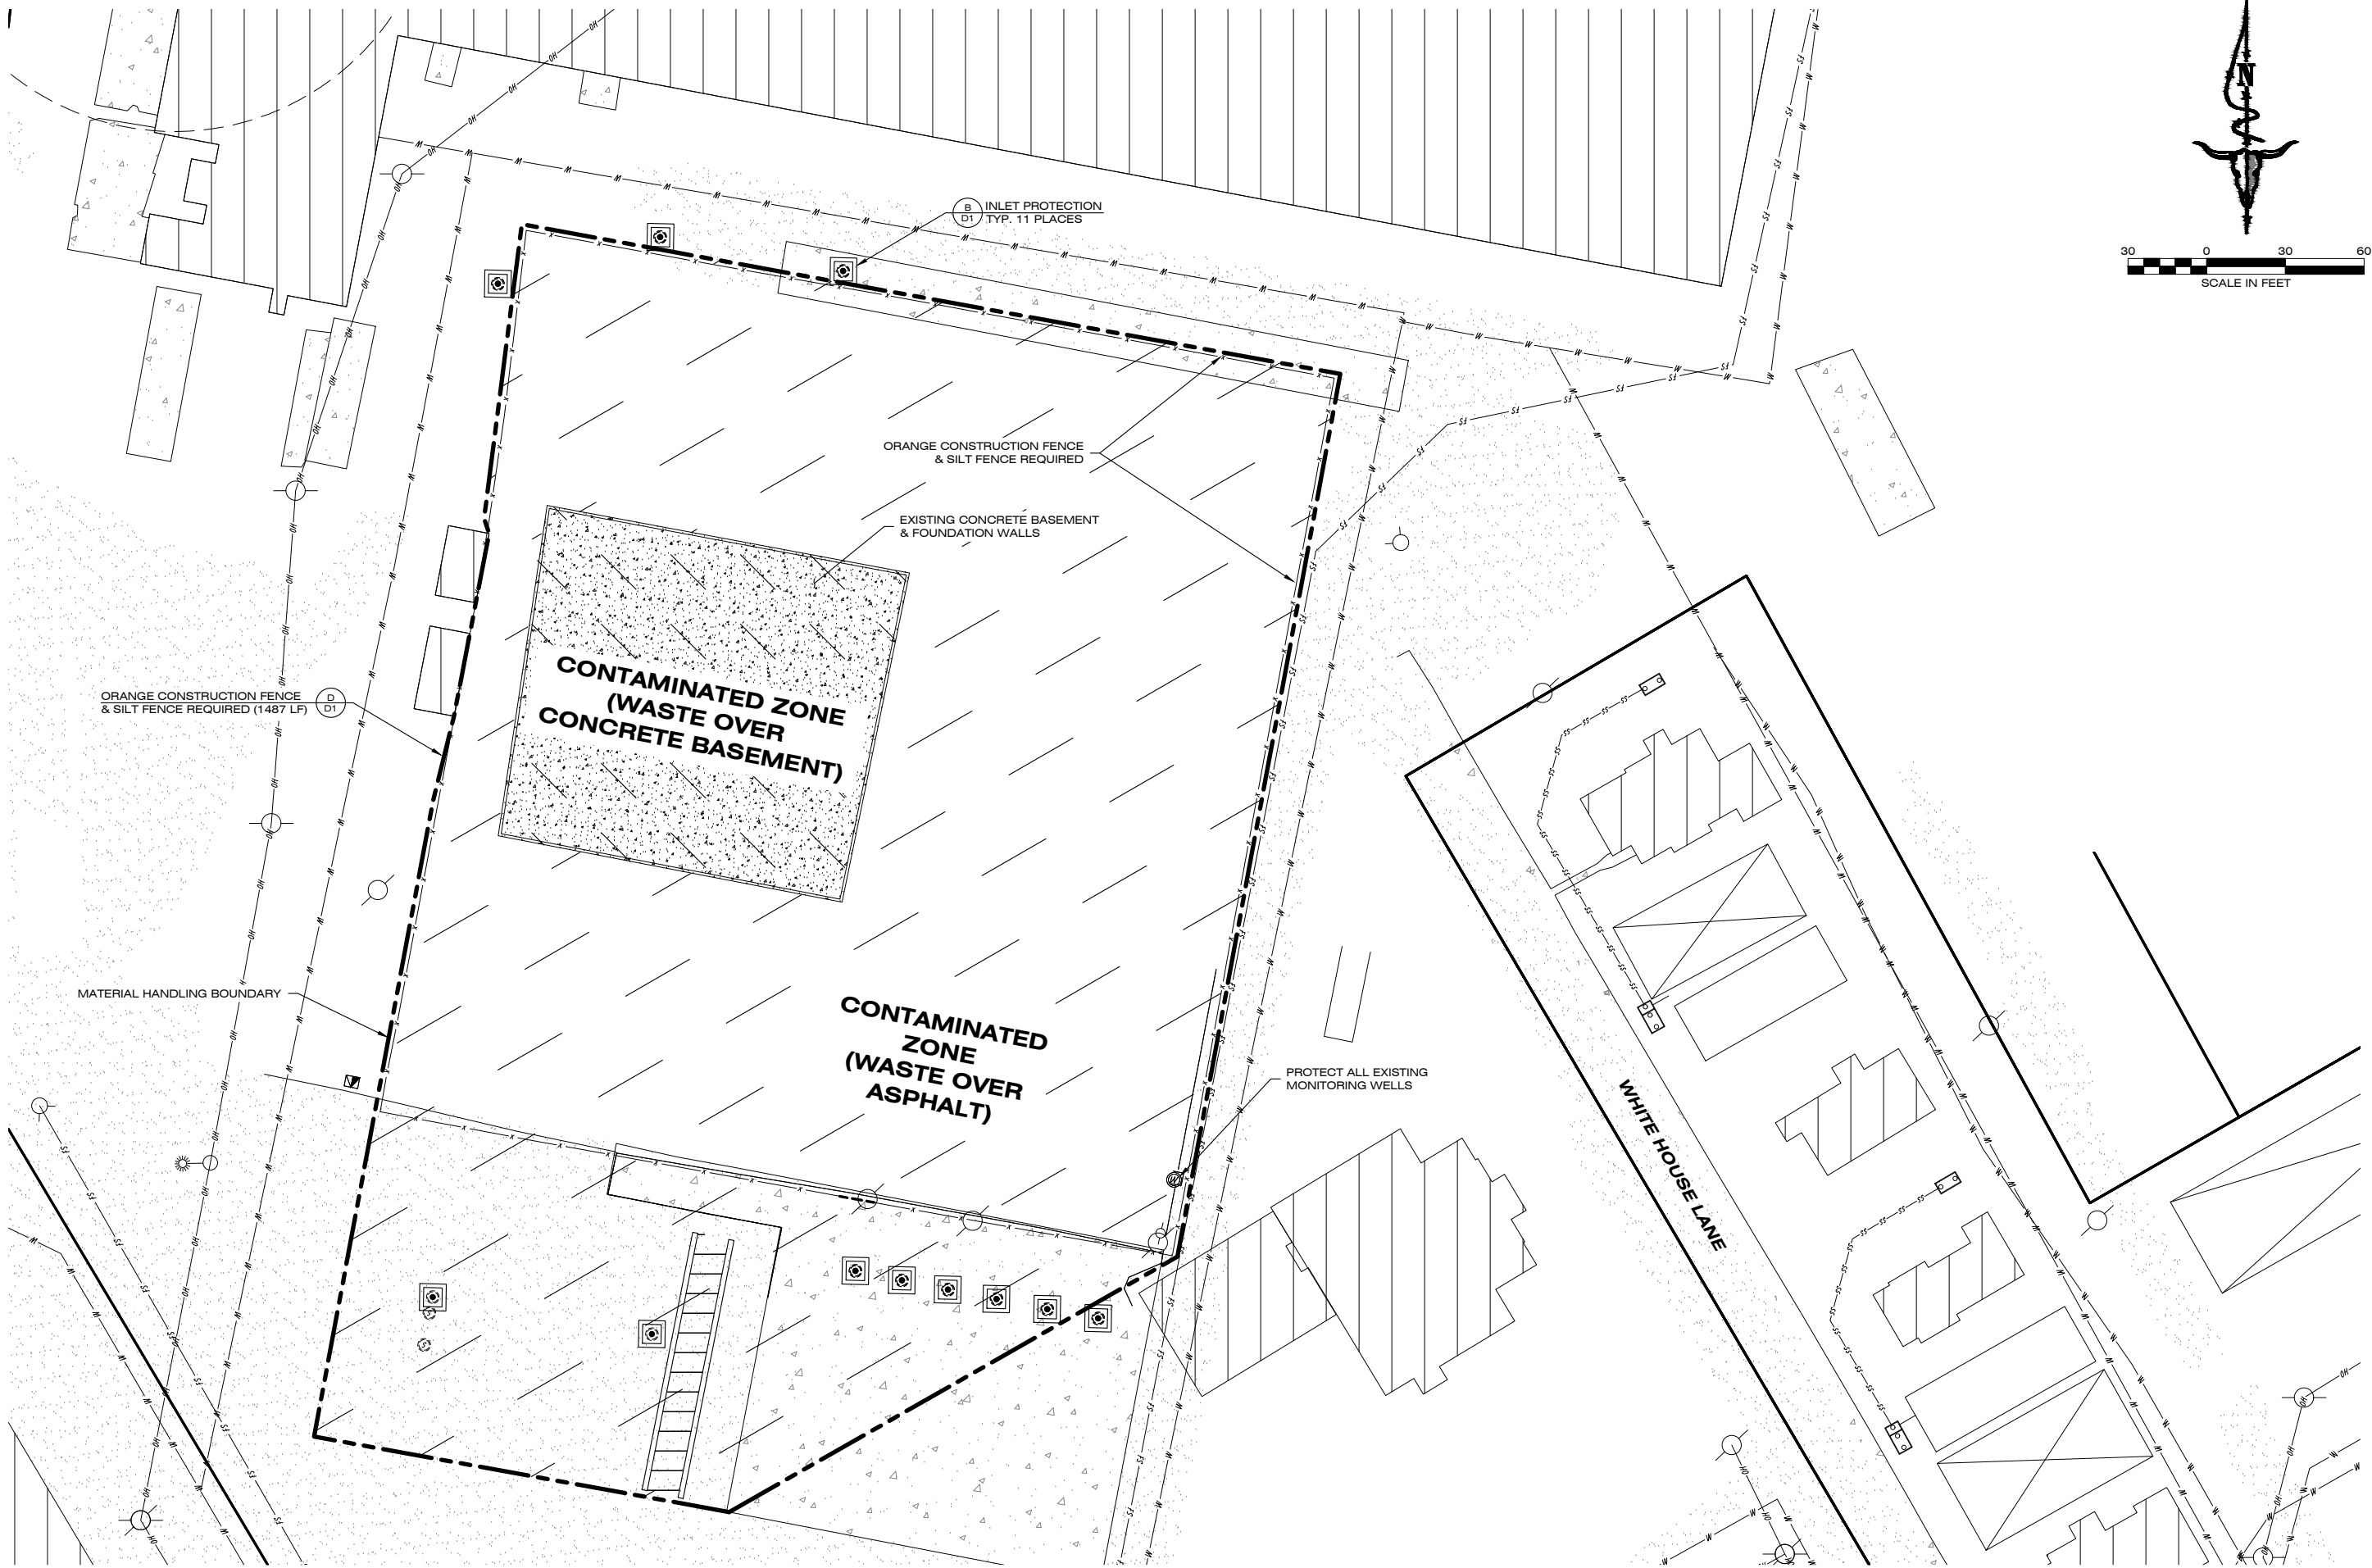 N
30 0 30 60
SCALE IN FEET
B
D1
INLET PROTECTION
TYP. 11 PLACES
ORANGE CONSTRUCTION FENCE
& SILT FENCE REQUIRED
EXISTING CONCRETE BASEMENT
& FOUNDATION WALLS
CONTAMINATED ZONE
(WASTE OVER
CONCRETE BASEMENT)
ORANGE CONSTRUCTION FENCE
& SILT FENCE REQUIRED (1487 LF)
D
D1
MATERIAL HANDLING BOUNDARY
CONTAMINATED
ZONE
(WASTE OVER
ASPHALT)
PROTECT ALL EXISTING
MONITORING WELLS
WHITE HOUSE LANE